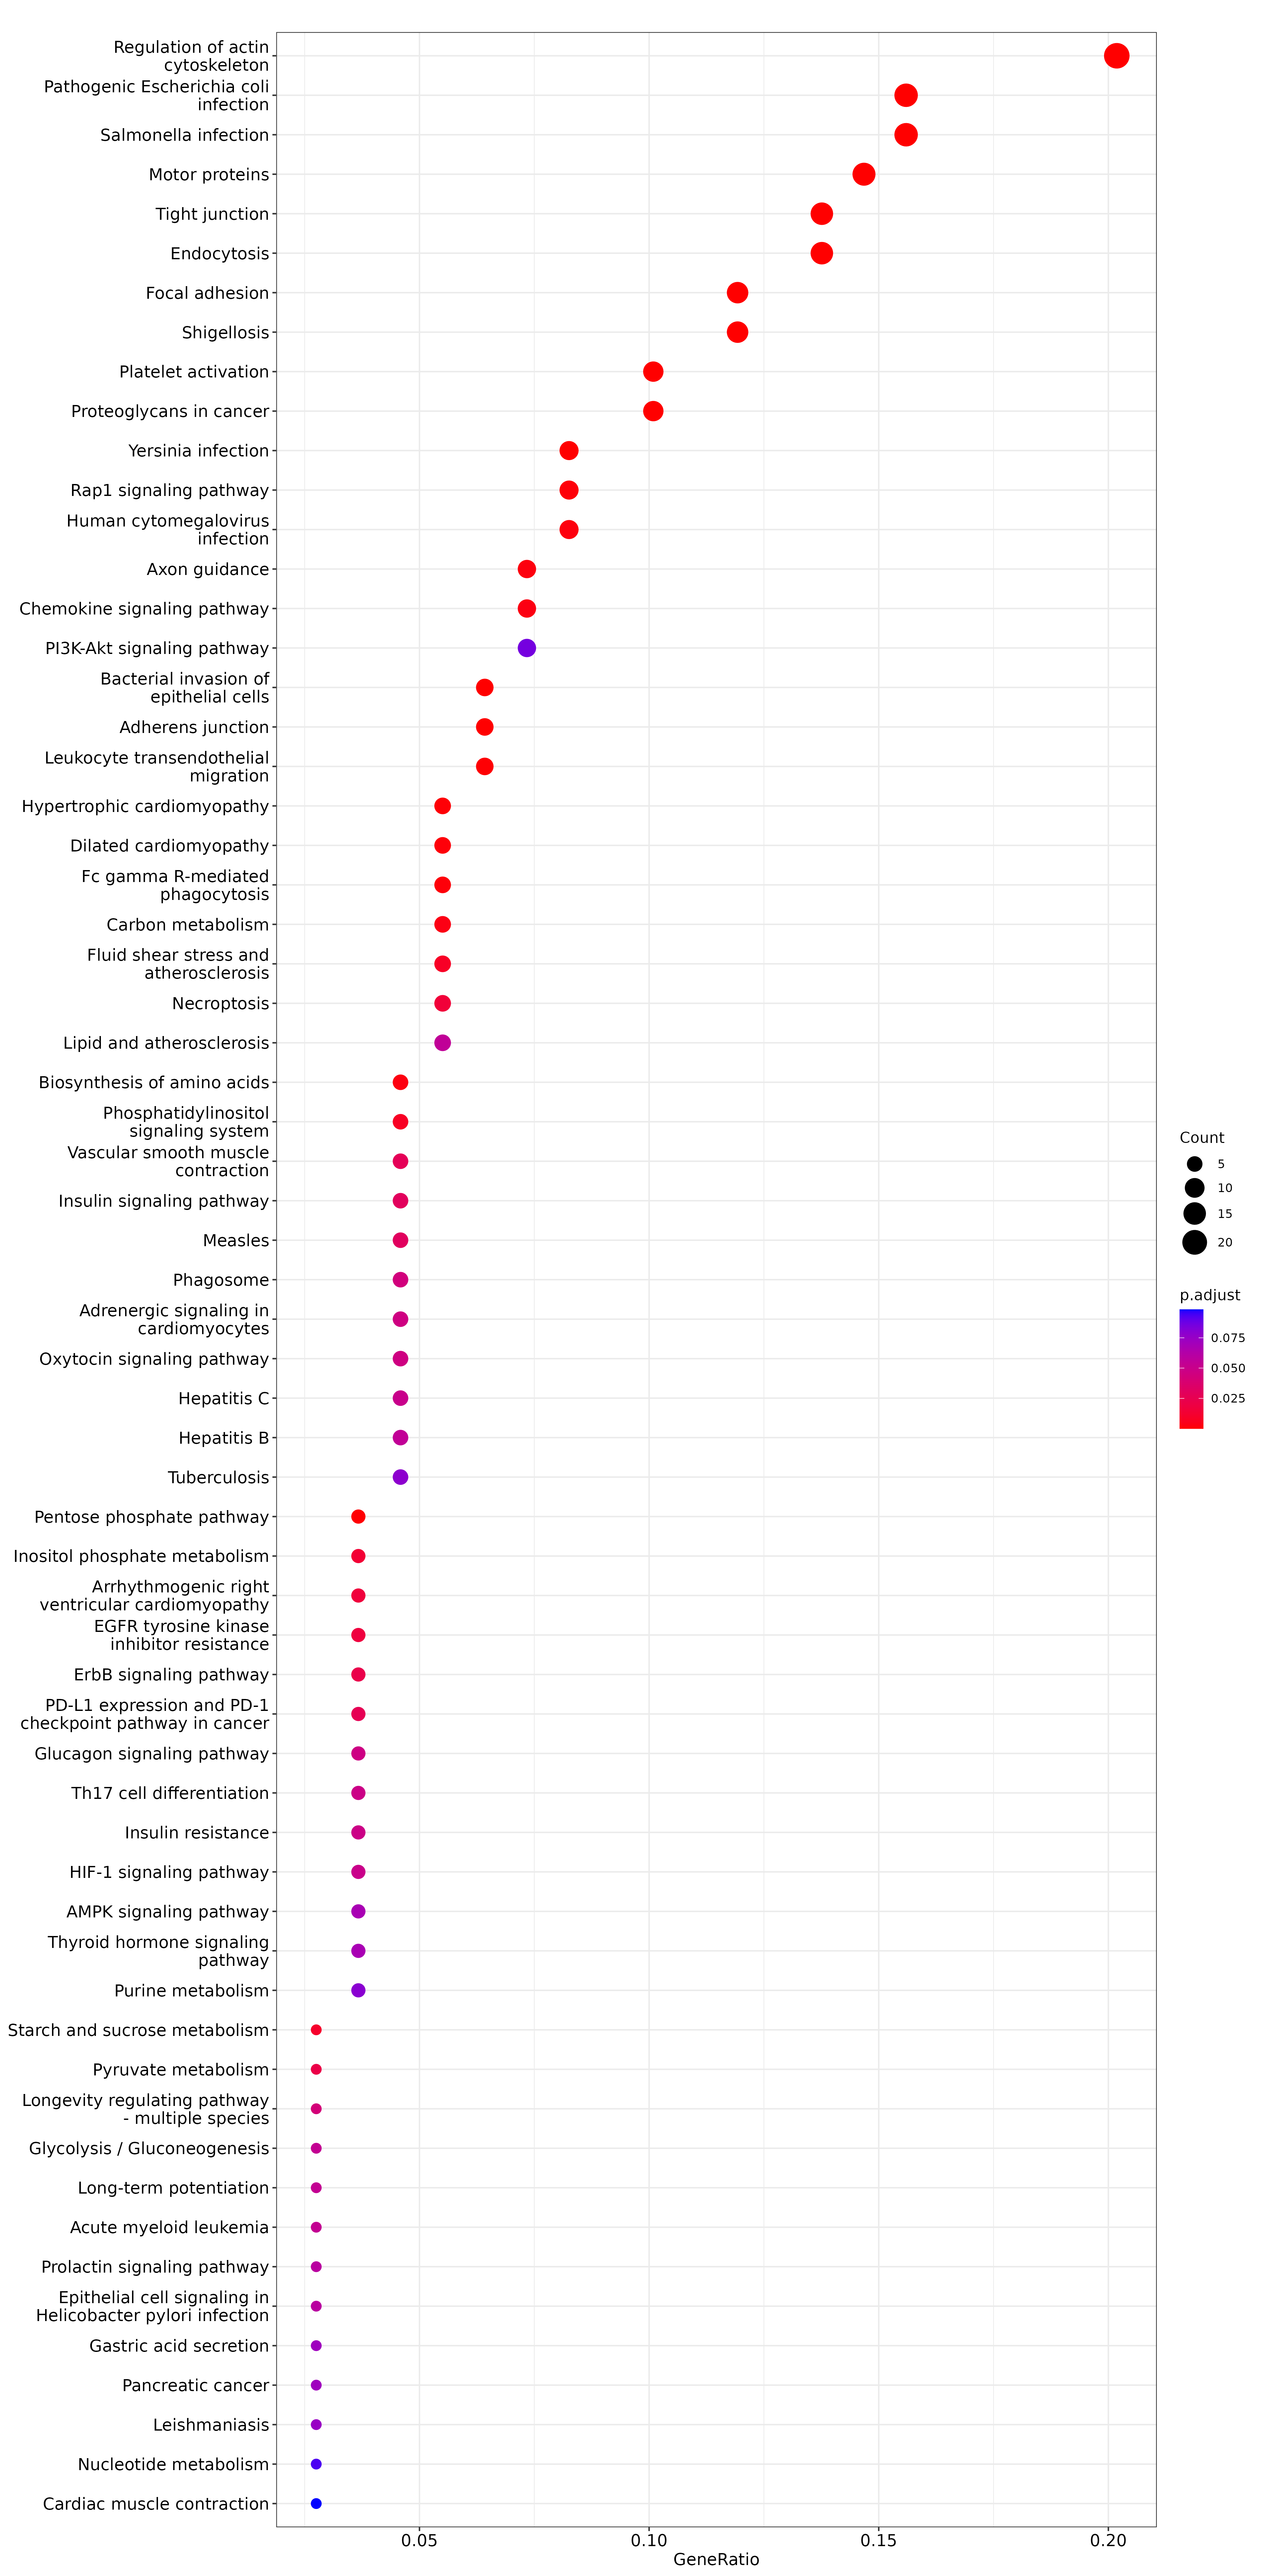 Regulation of actin
cytoskeleton
Pathogenic Escherichia coli
infection
Salmonella infection
Motor proteins
Tight junction
Endocytosis
Focal adhesion
Shigellosis
Platelet activation
Proteoglycans in cancer
Yersinia infection
Rap1 signaling pathway
Human cytomegalovirus
infection
Axon guidance
Chemokine signaling pathway
PI3K-Akt signaling pathway
Bacterial invasion of
epithelial cells
Adherens junction
Leukocyte transendothelial
migration
Hypertrophic cardiomyopathy
Dilated cardiomyopathy
Fc gamma R-mediated
phagocytosis
Carbon metabolism
Fluid shear stress and
atherosclerosis
Necroptosis
Lipid and atherosclerosis
Biosynthesis of amino acids
Phosphatidylinositol
signaling system
Vascular smooth muscle
contraction
Insulin signaling pathway
Measles
Phagosome
Adrenergic signaling in
cardiomyocytes
Oxytocin signaling pathway
Hepatitis C
Hepatitis B
Tuberculosis
Pentose phosphate pathway
Inositol phosphate metabolism
Arrhythmogenic right
ventricular cardiomyopathy
EGFR tyrosine kinase
inhibitor resistance
ErbB signaling pathway
PD-L1 expression and PD-1
checkpoint pathway in cancer
Glucagon signaling pathway
Th17 cell differentiation
Insulin resistance
HIF-1 signaling pathway
AMPK signaling pathway
Thyroid hormone signaling
pathway
Purine metabolism
Starch and sucrose metabolism
Pyruvate metabolism
Longevity regulating pathway
- multiple species
Glycolysis / Gluconeogenesis
Long-term potentiation
Acute myeloid leukemia
Prolactin signaling pathway
Epithelial cell signaling in
Helicobacter pylori infection
Gastric acid secretion
Pancreatic cancer
Leishmaniasis
Nucleotide metabolism
Cardiac muscle contraction
0.05 0.10 0.15 0.20
GeneRatio
Count
5
10
15
20
p.adjust
0.075
0.050
0.025